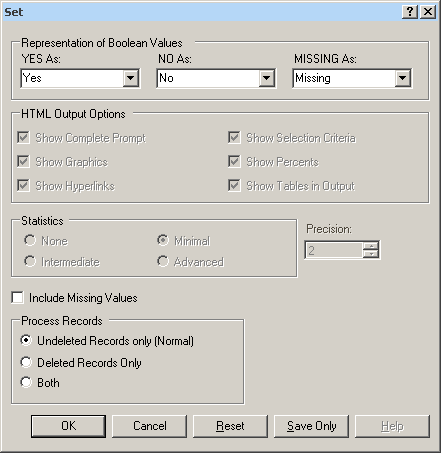 Set
Representation of Boolean Values
YES As: NO As: MISSING As:
Yes No Missing
HTML Output Options
Show Complete Prompt Show Selection Criteria
Show Graphics Show Percents
Show Hyperlinks Show Tables in Output
Statistics Precision:
None Minimal 2
Intermediate Advanced
Include Missing Values
Process Records
Undeleted Records only (Normal)
Deleted Records Only
Both
OK Cancel Reset Save Only Help